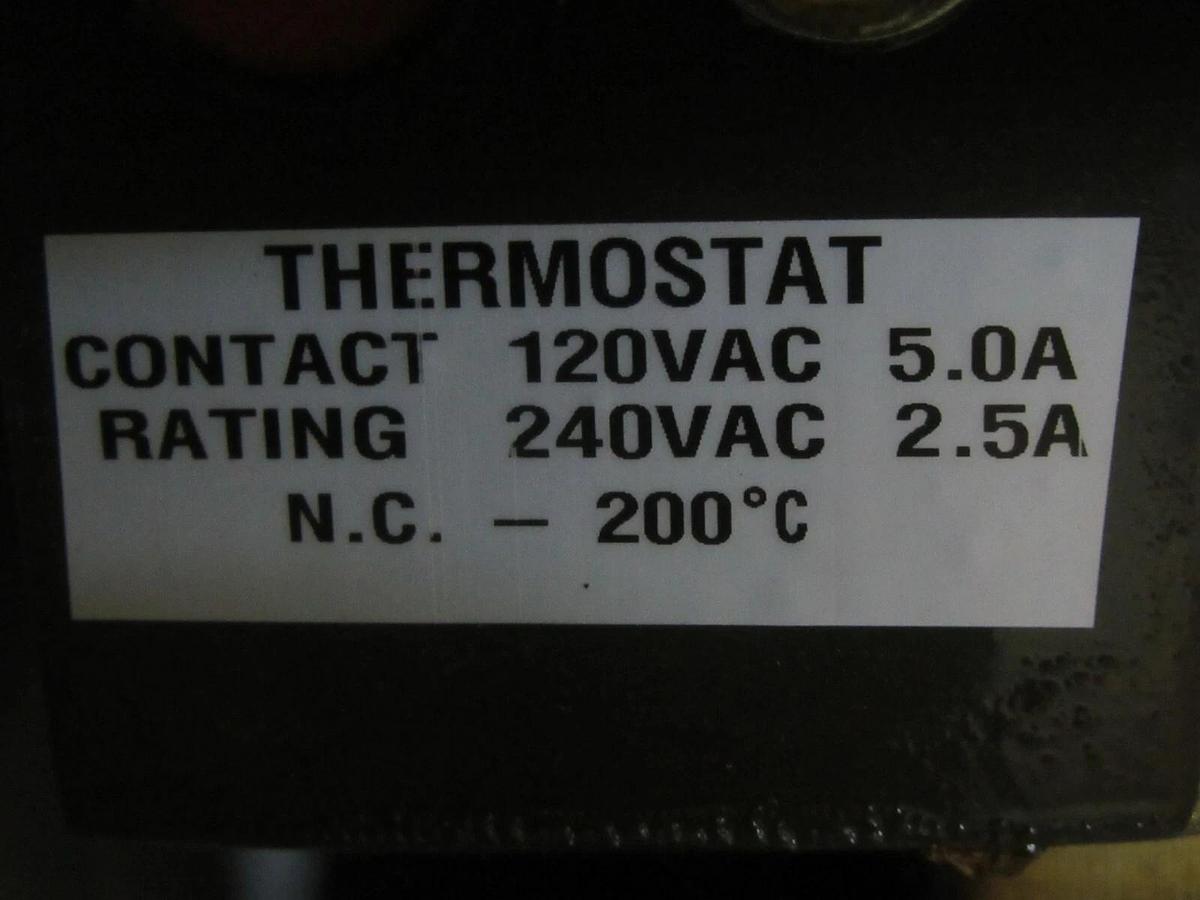 THERMOSTAT
CONTACT 120VAC 5.0A
RATING 240VAC 2.5A
N.C. — 200°C